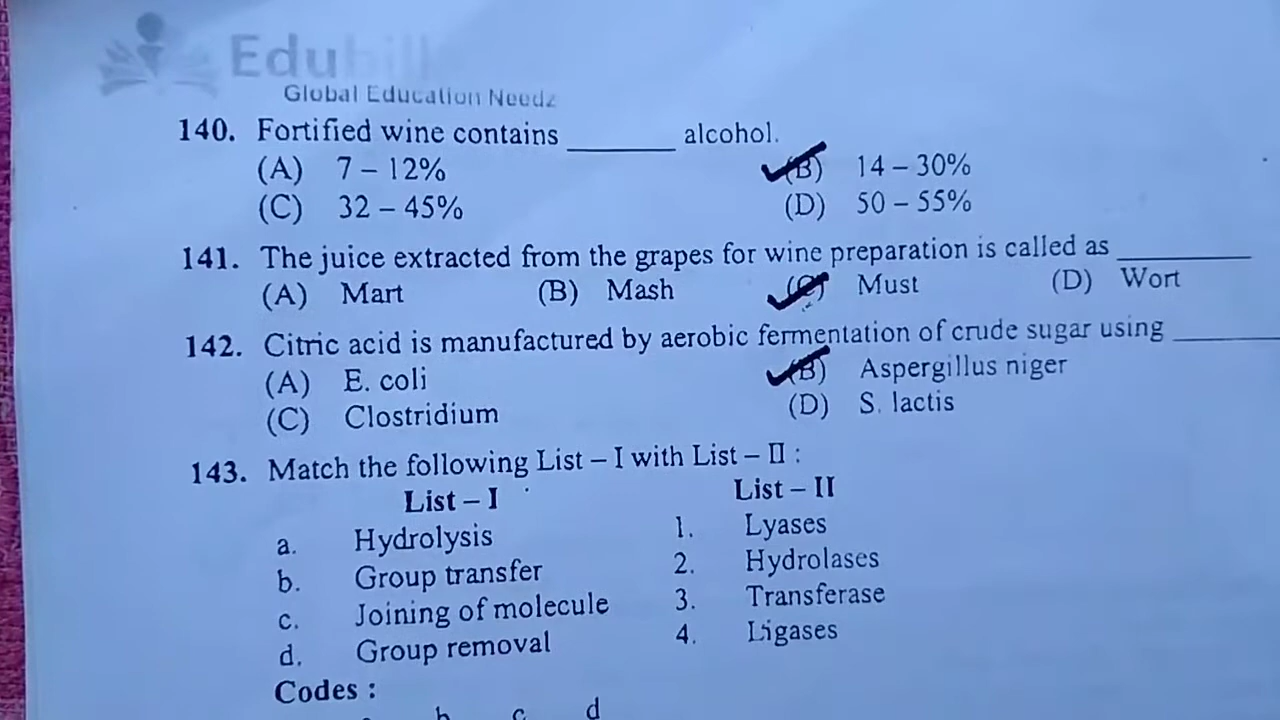 Edu
Global Education Needz
140. Fortified wine contains ______ alcohol.
(A) 7 – 12% (B) 14 – 30%
(C) 32 – 45% (D) 50 – 55%
141. The juice extracted from the grapes for wine preparation is called as ______
(A) Mart (B) Mash (C) Must (D) Wort
142. Citric acid is manufactured by aerobic fermentation of crude sugar using ______
(A) E. coli (B) Aspergillus niger
(C) Clostridium (D) S. lactis
143. Match the following List – I with List – II :
List – I List – II
a. Hydrolysis 1. Lyases
b. Group transfer 2. Hydrolases
c. Joining of molecule 3. Transferase
d. Group removal 4. Ligases
Codes :
b c d